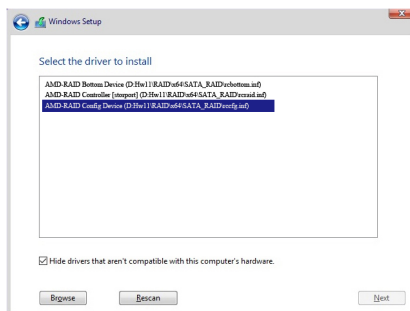 Windows Setup
Select the driver to install
AMD-RAID Bottom Device (D:Hw11\RAID\x64\SATA_RAID\rcbottom.inf)
AMD-RAID Controller [storport] (D:Hw11\RAID\x64\SATA_RAID\rcraid.inf)
AMD-RAID Config Device (D:Hw11\RAID\x64\SATA_RAID\rccfg.inf)
Hide drivers that aren't compatible with this computer's hardware.
Browse Rescan Next